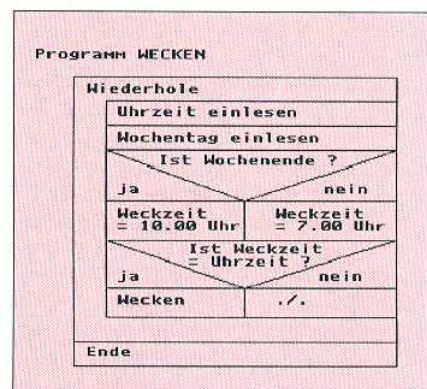 Programm WECKEN
Wiederhole
Uhrzeit einlesen
Wochentag einlesen
Ist Wochenende ?
ja nein
Weckzeit Weckzeit
= 10.00 Uhr = 7.00 Uhr
Ist Weckzeit
= Uhrzeit ?
ja nein
Wecken ./.
Ende